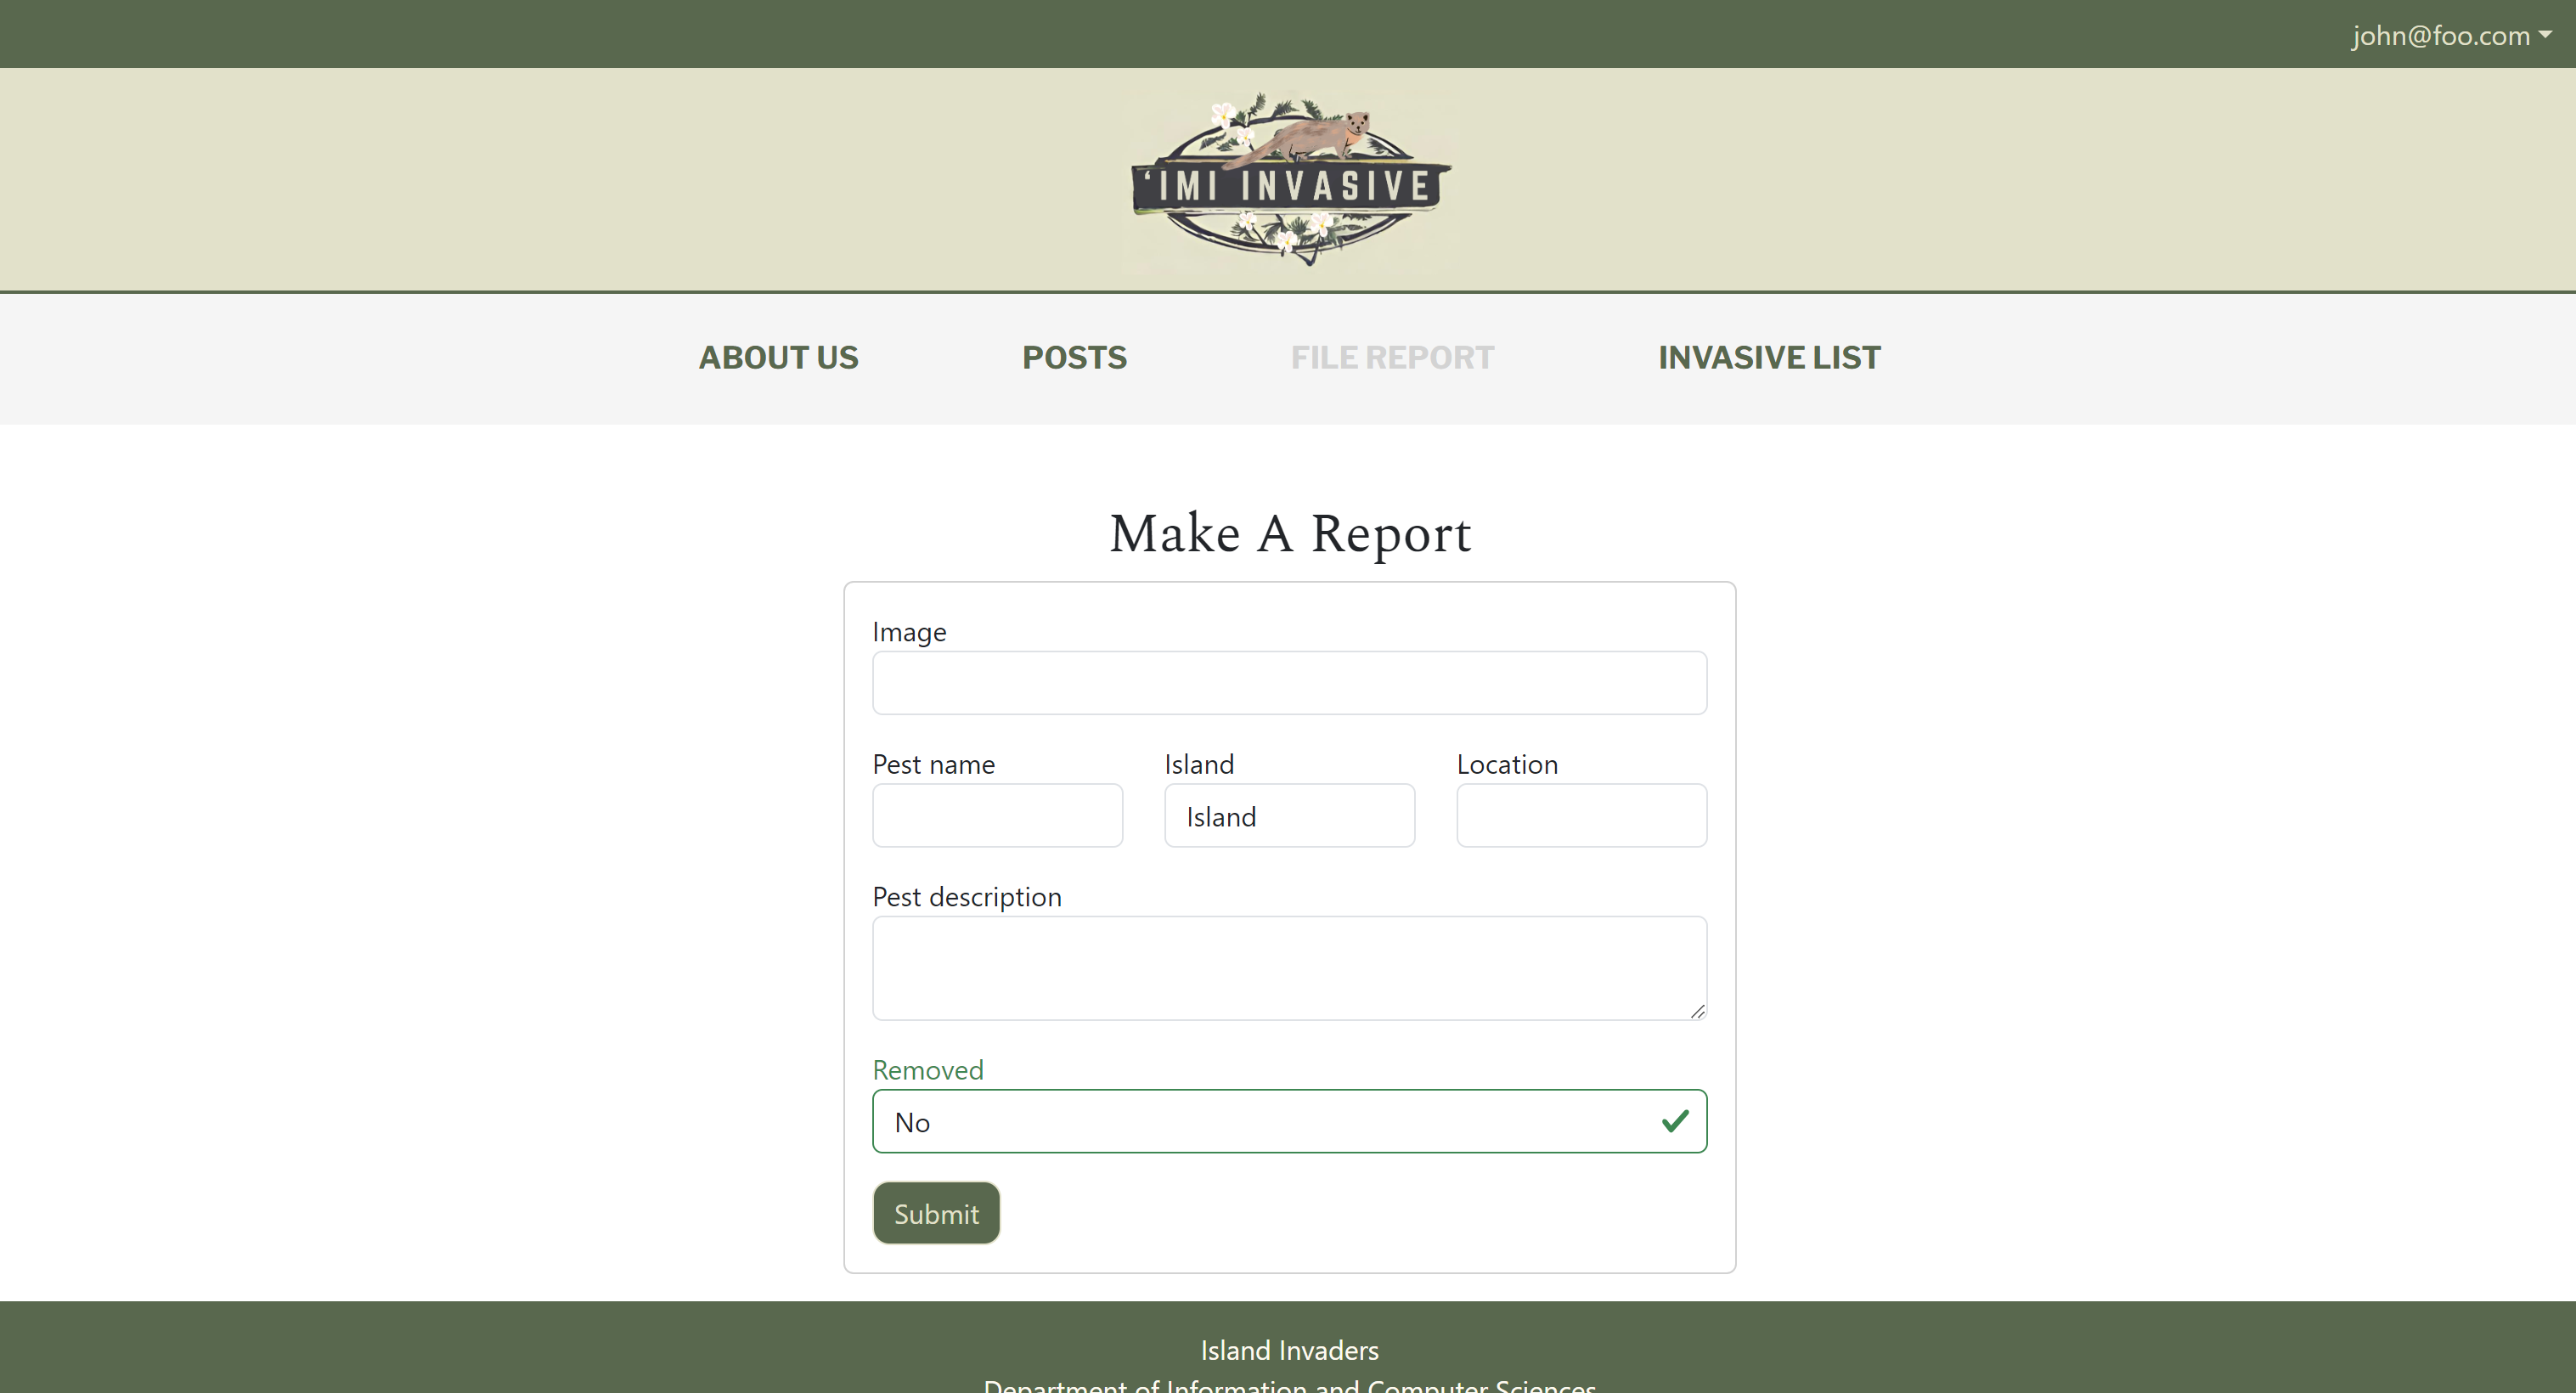 john@foo.com
ʻIMI INVASIVE
ABOUT US POSTS FILE REPORT INVASIVE LIST
Make A Report
Image
Pest name Island Location
Island
Pest description
Removed
No
Submit
Island Invaders
Department of Information and Computer Sciences